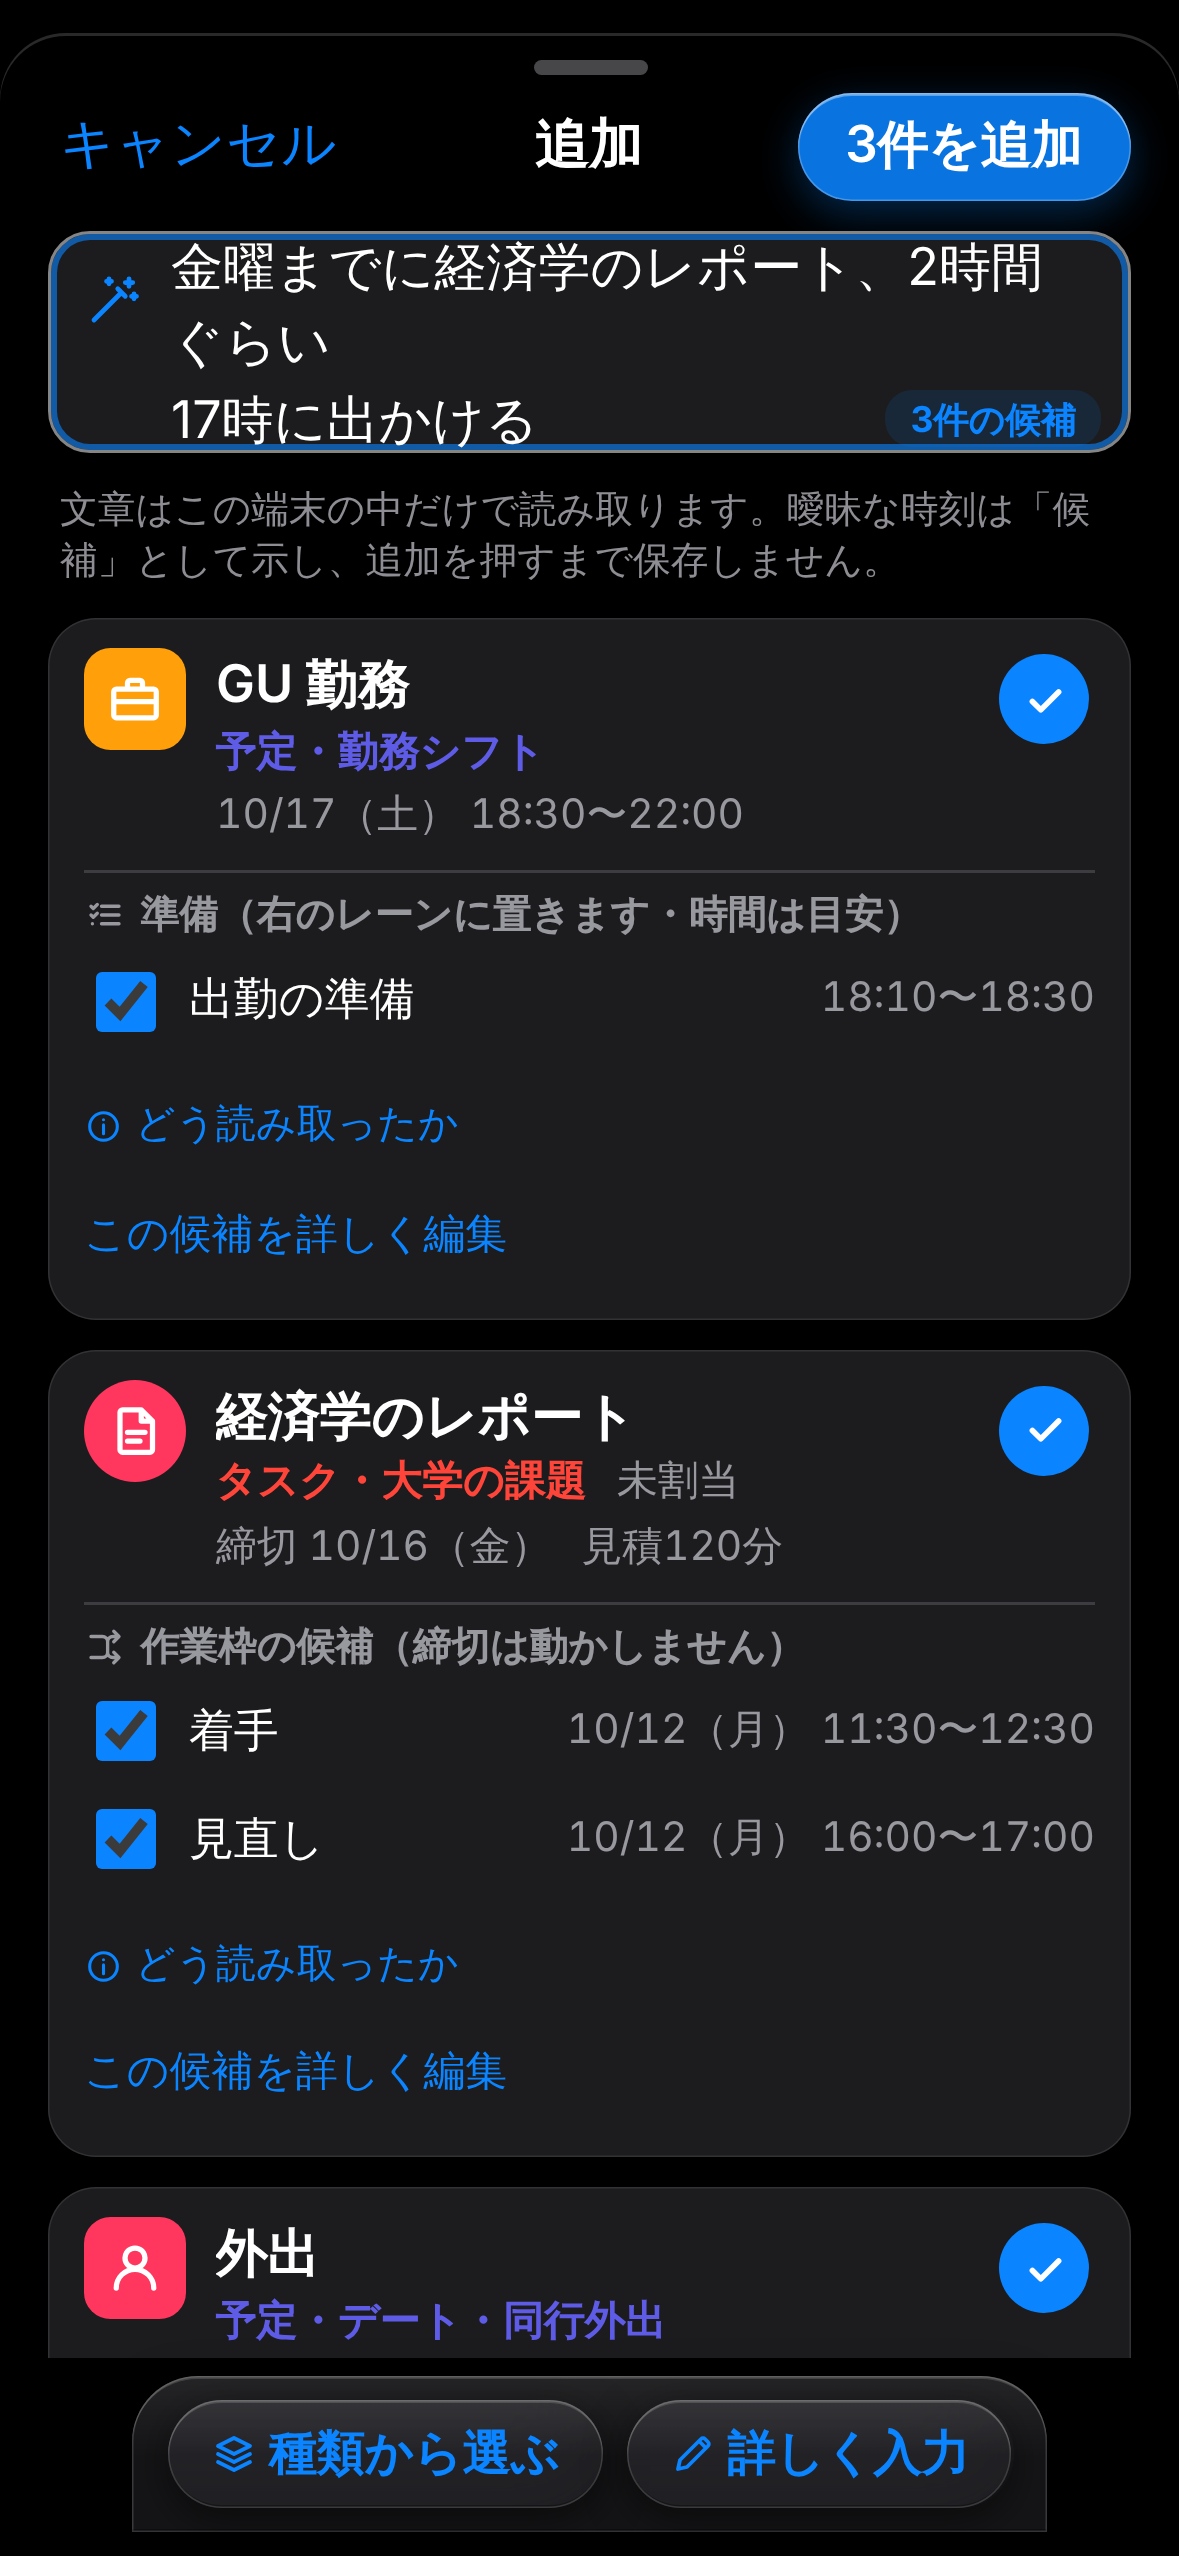 キャンセル
追加
3件を追加
金曜までに経済学のレポート、2時間
ぐらい
17時に出かける
3件の候補
文章はこの端末の中だけで読み取ります。曖昧な時刻は「候
補」として示し、追加を押すまで保存しません。
GU 勤務
予定・勤務シフト
10/17（土） 18:30〜22:00
準備（右のレーンに置きます・時間は目安）
出勤の準備 18:10〜18:30
どう読み取ったか
この候補を詳しく編集
経済学のレポート
タスク・大学の課題 未割当
締切 10/16（金） 見積120分
作業枠の候補（締切は動かしません）
着手 10/12（月） 11:30〜12:30
見直し 10/12（月） 16:00〜17:00
どう読み取ったか
この候補を詳しく編集
外出
予定・デート・同行外出
種類から選ぶ
詳しく入力